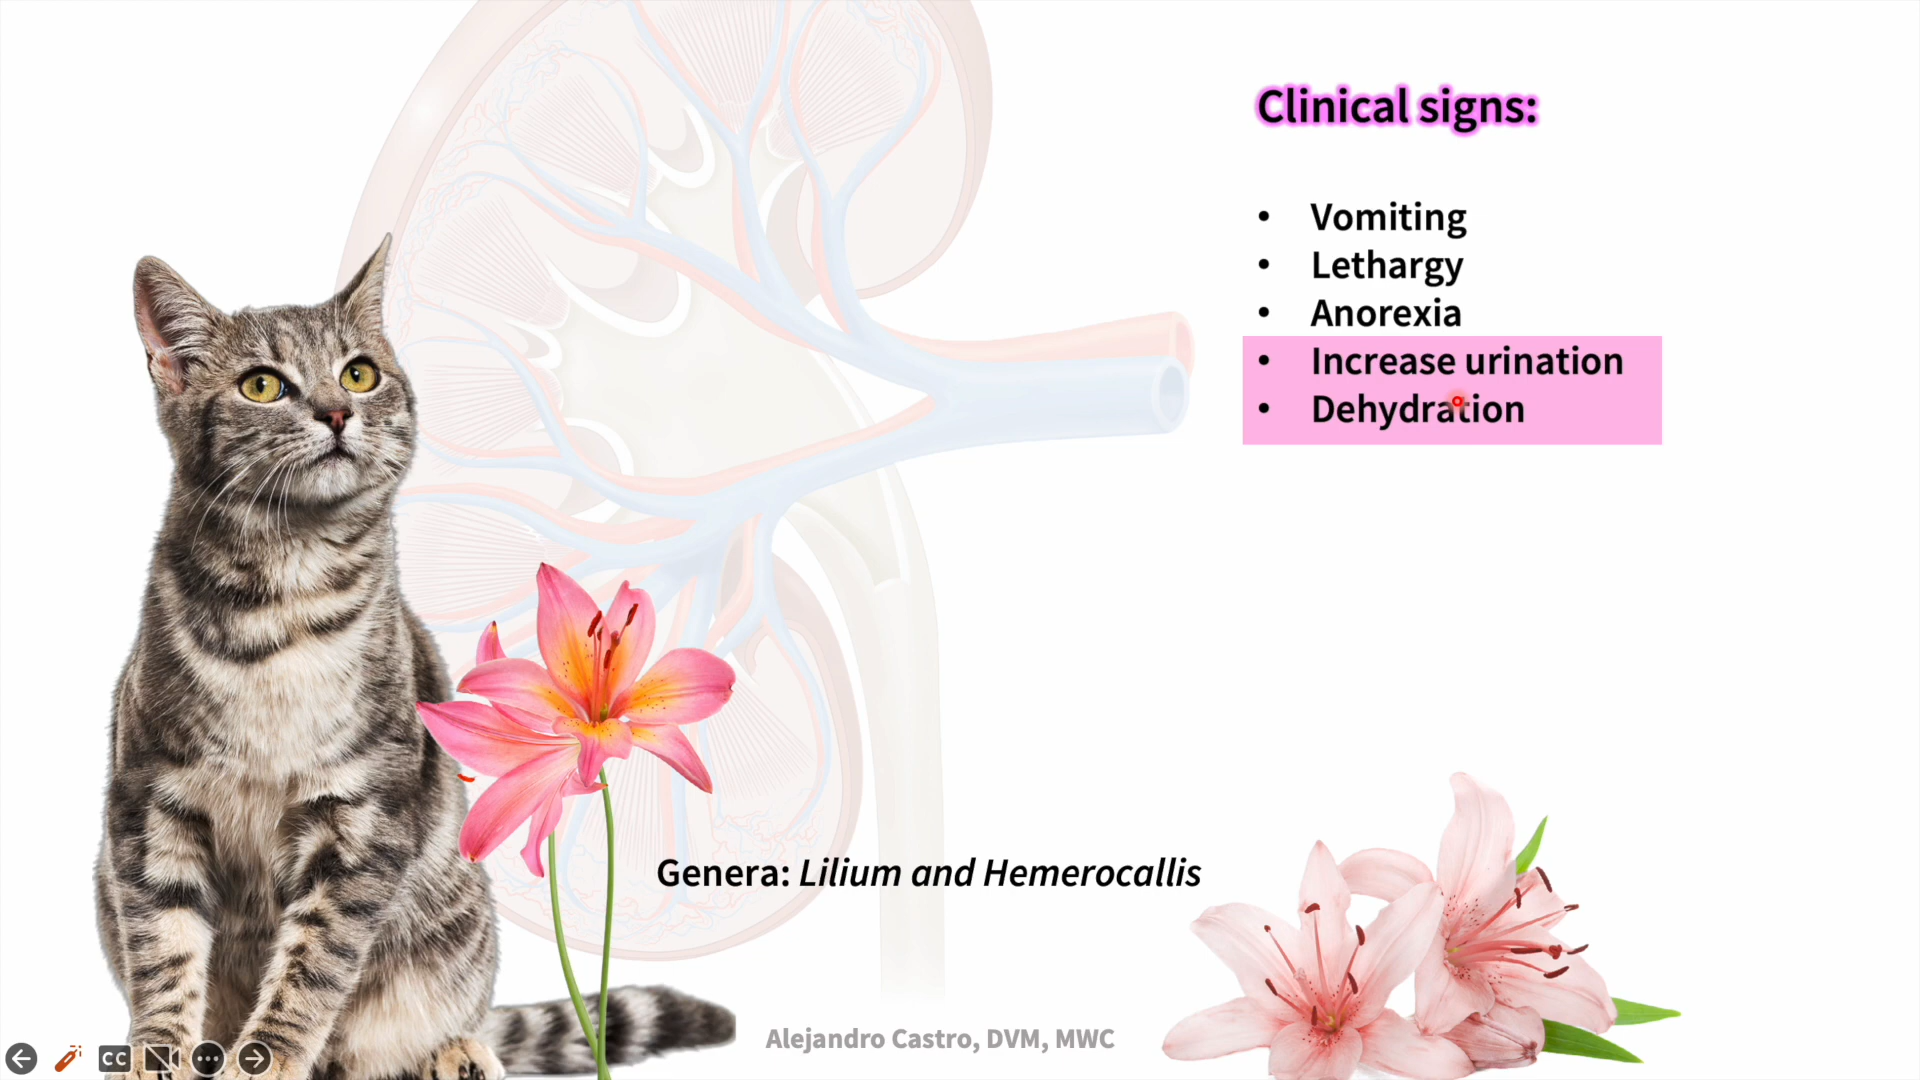 Clinical signs:
• Vomiting
• Lethargy
• Anorexia
• Increase urination
• Dehydration
Genera: Lilium and Hemerocallis
Alejandro Castro, DVM, MWC
CC